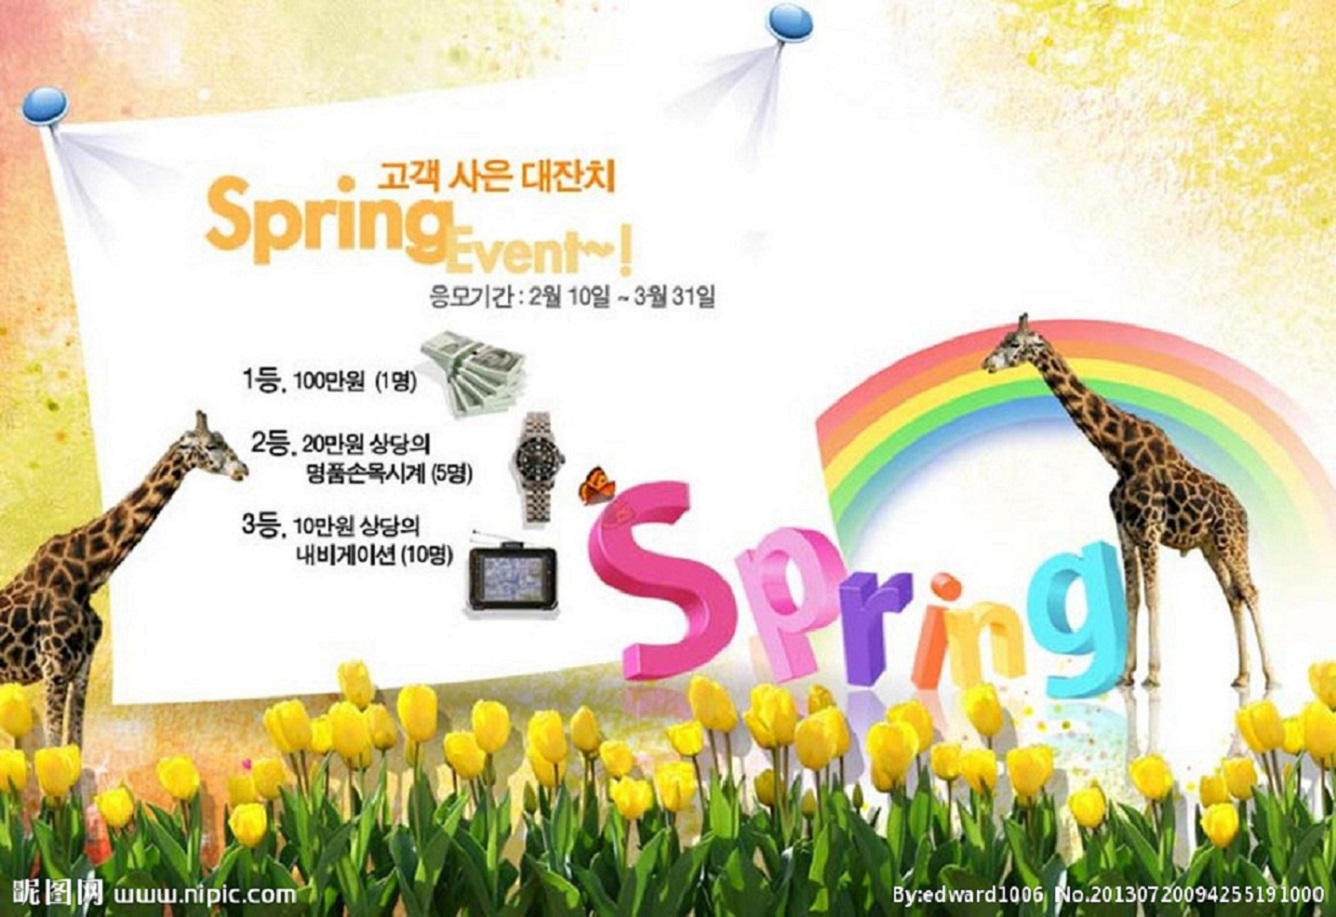 고객 사은 대잔치
Spring
Event~!
응모기간 : 2월 10일 ~ 3월 31일
1등. 100만원 (1명)
2등. 20만원 상당의
명품손목시계 (5명)
3등. 10만원 상당의
내비게이션 (10명)
Spring
昵图网 www.nipic.com
By:edward1006 No.20130720094255191000